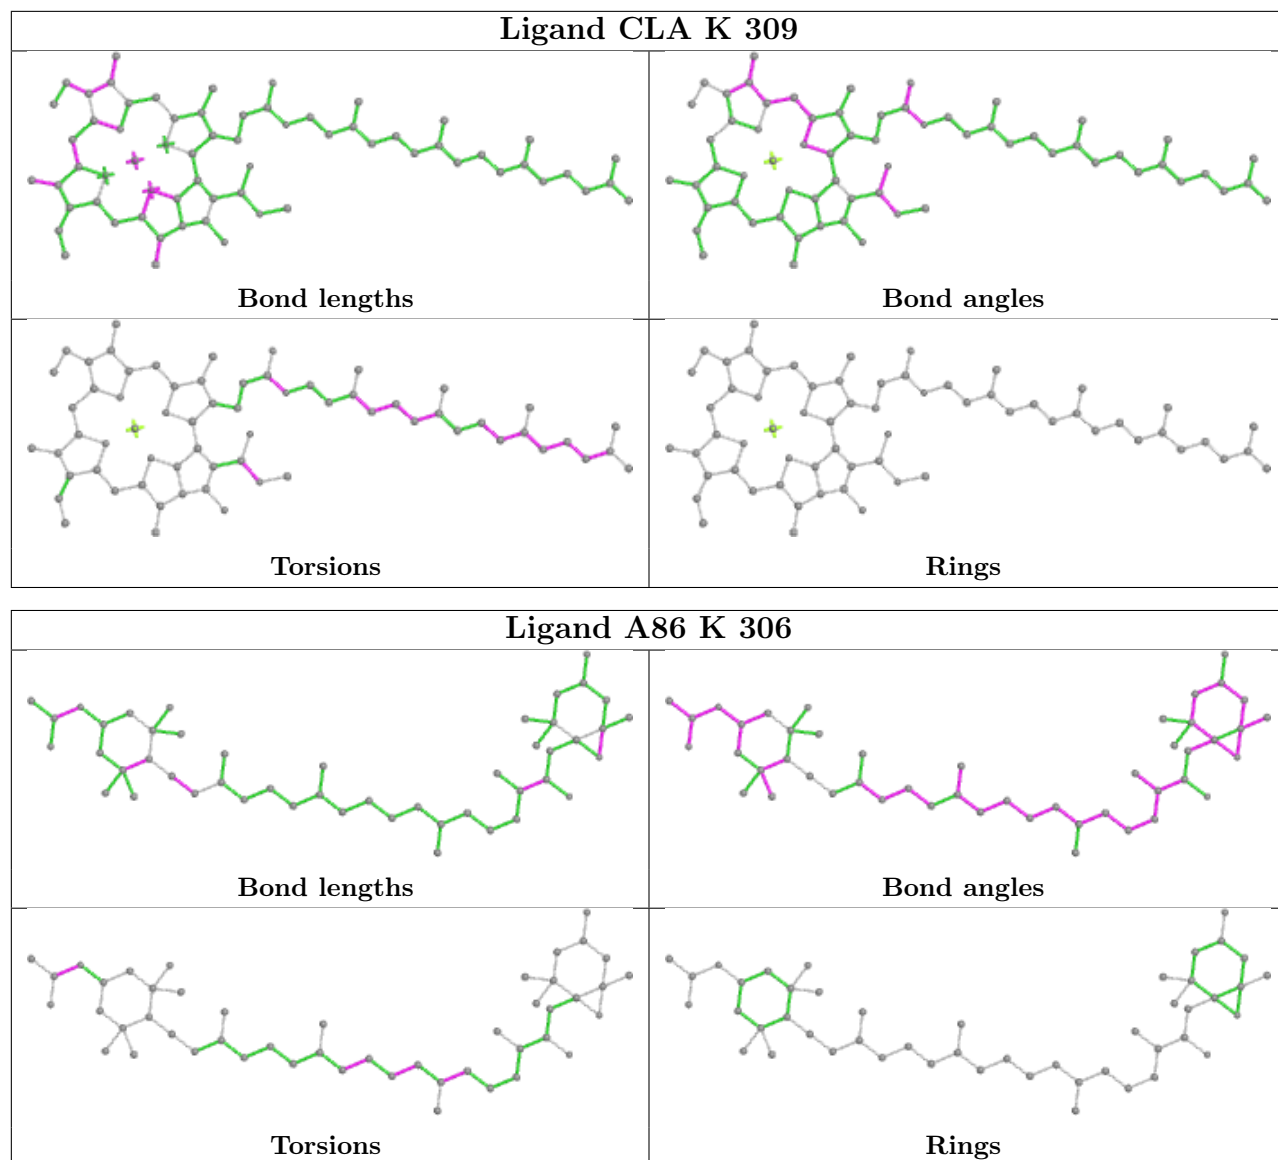 Ligand CLA K 309
Bond lengths
Bond angles
Torsions
Rings
Ligand A86 K 306
Bond lengths
Bond angles
Torsions
Rings